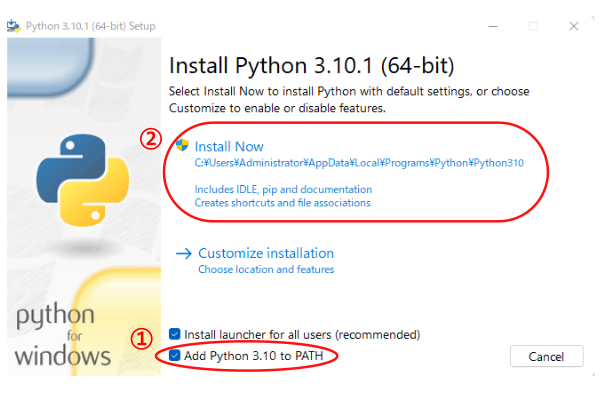 Python 3.10.1 (64-bit) Setup
Install Python 3.10.1 (64-bit)
Select Install Now to install Python with default settings, or choose
Customize to enable or disable features.
②
Install Now
C:¥Users¥Administrator¥AppData¥Local¥Programs¥Python¥Python310
Includes IDLE, pip and documentation
Creates shortcuts and file associations
→ Customize installation
Choose location and features
python
for
windows
①
Install launcher for all users (recommended)
Add Python 3.10 to PATH
Cancel